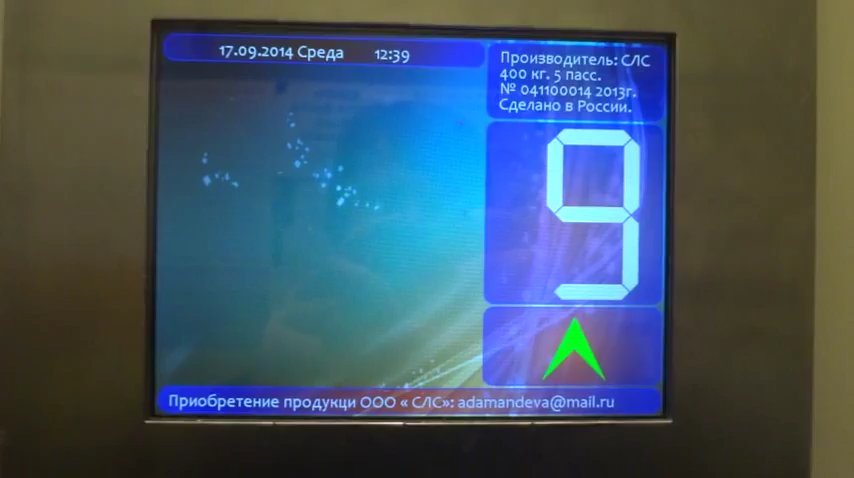 17.09.2014 Среда 12:39
Производитель: СЛС
400 кг. 5 пасс.
№ 041100014 2013г.
Сделано в России.
9
Приобретение продукци ООО « СЛС»: adamandeva@mail.ru